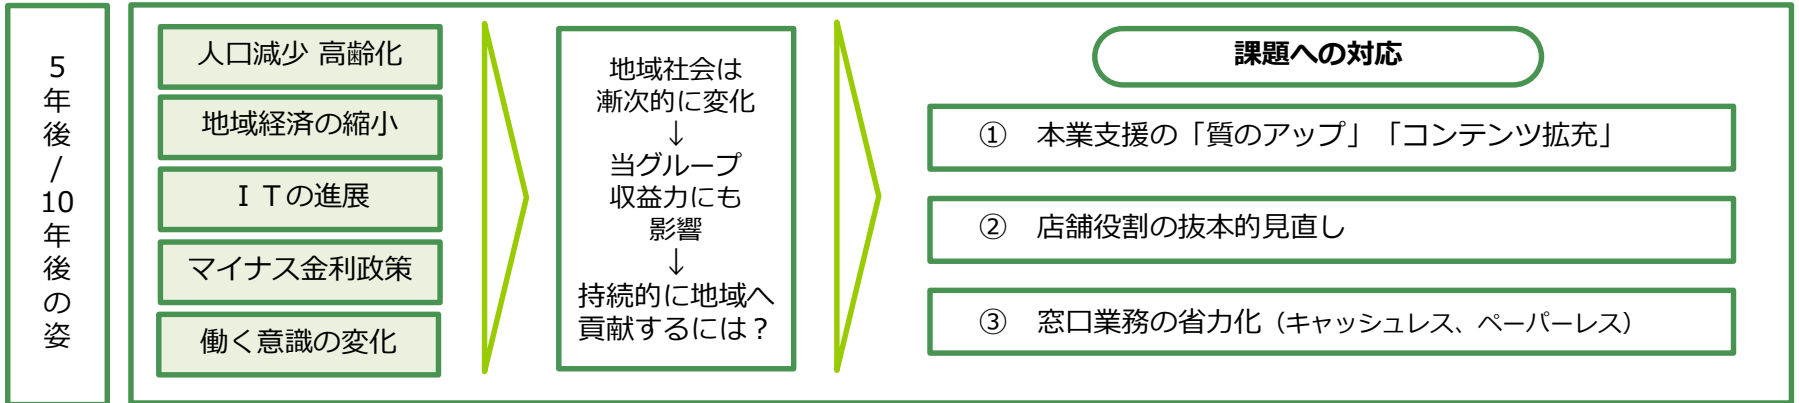 5年後/10年後の姿
人口減少 高齢化
地域経済の縮小
ＩＴの進展
マイナス金利政策
働く意識の変化
地域社会は
漸次的に変化
↓
当グループ
収益力にも
影響
↓
持続的に地域へ
貢献するには？
課題への対応
① 本業支援の「質のアップ」「コンテンツ拡充」
② 店舗役割の抜本的見直し
③ 窓口業務の省力化（キャッシュレス、ペーパーレス）